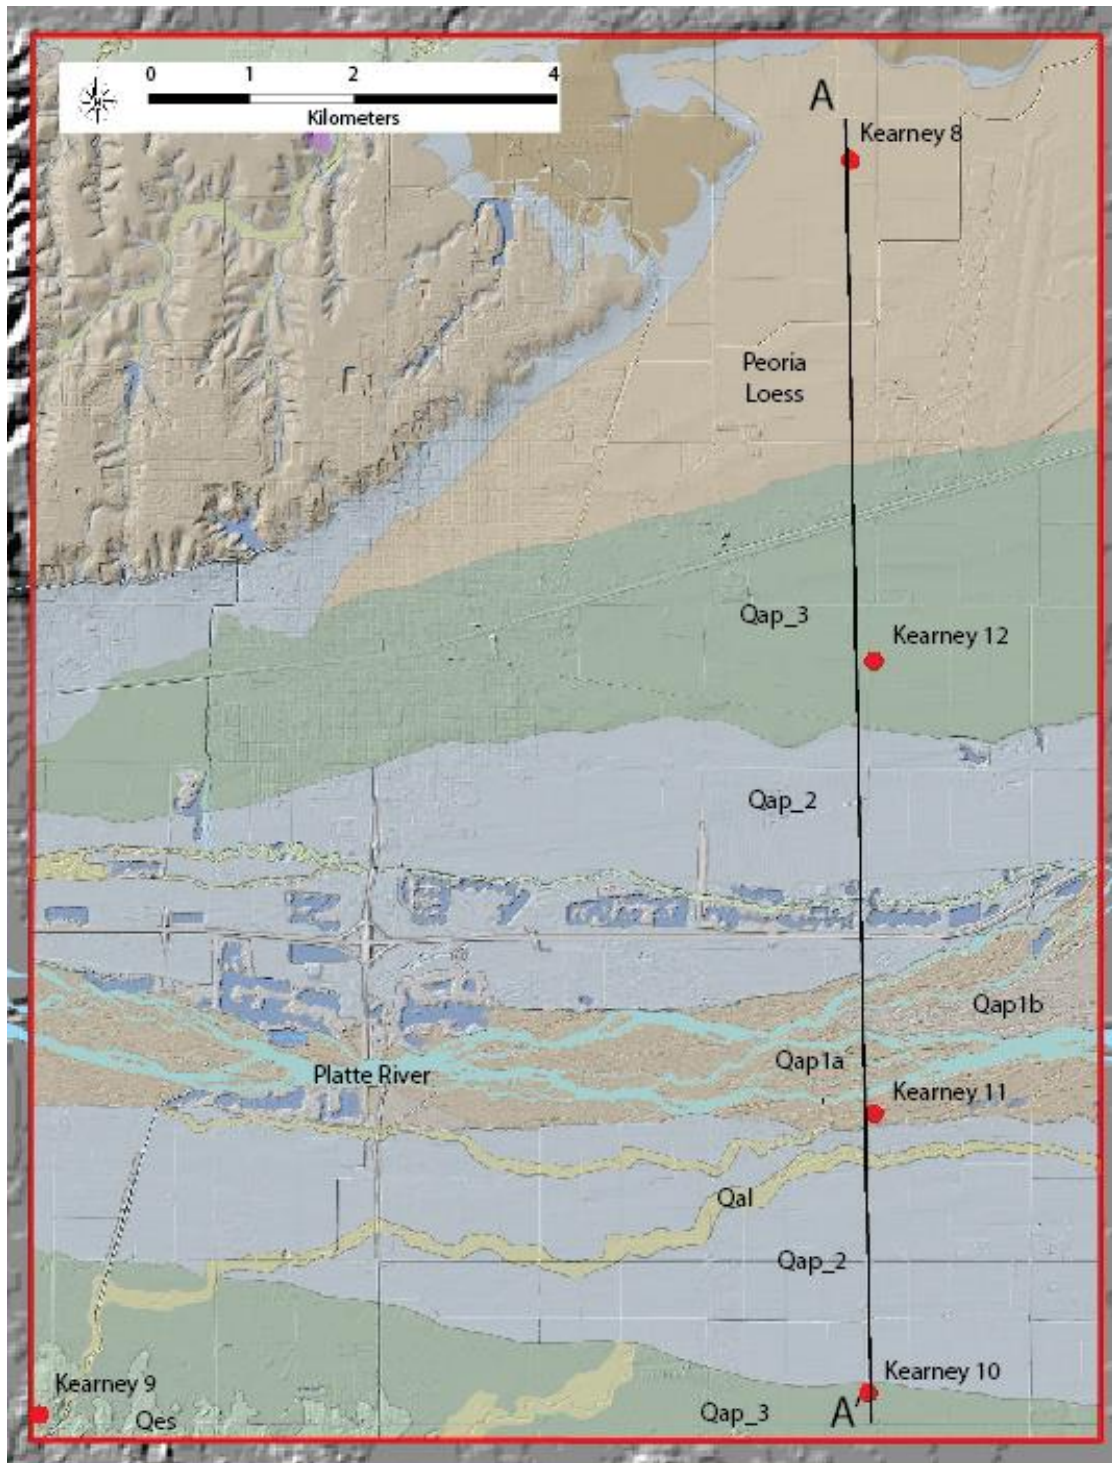 0 1 2 4
N
Kilometers
A
Kearney 8
Peoria
Loess
Qap_3
Kearney 12
Qap_2
Qap1b
Qap1a
Platte River
Kearney 11
Qal
Qap_2
Kearney 10
Kearney 9
A'
Qap_3
Qes